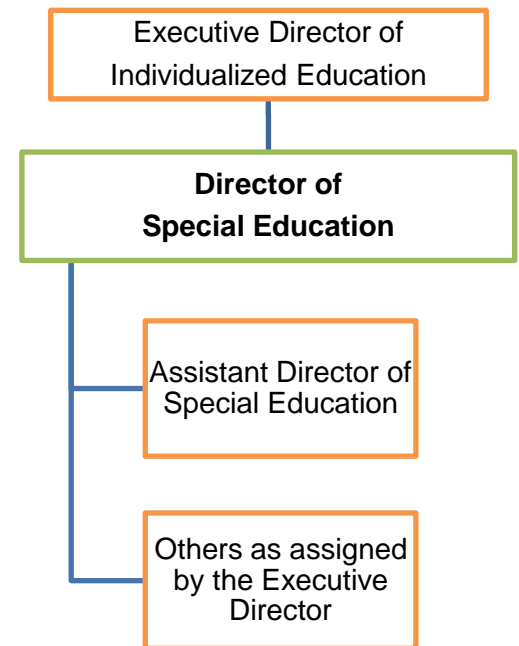 Executive Director of
Individualized Education
Director of
Special Education
Assistant Director of
Special Education
Others as assigned
by the Executive
Director